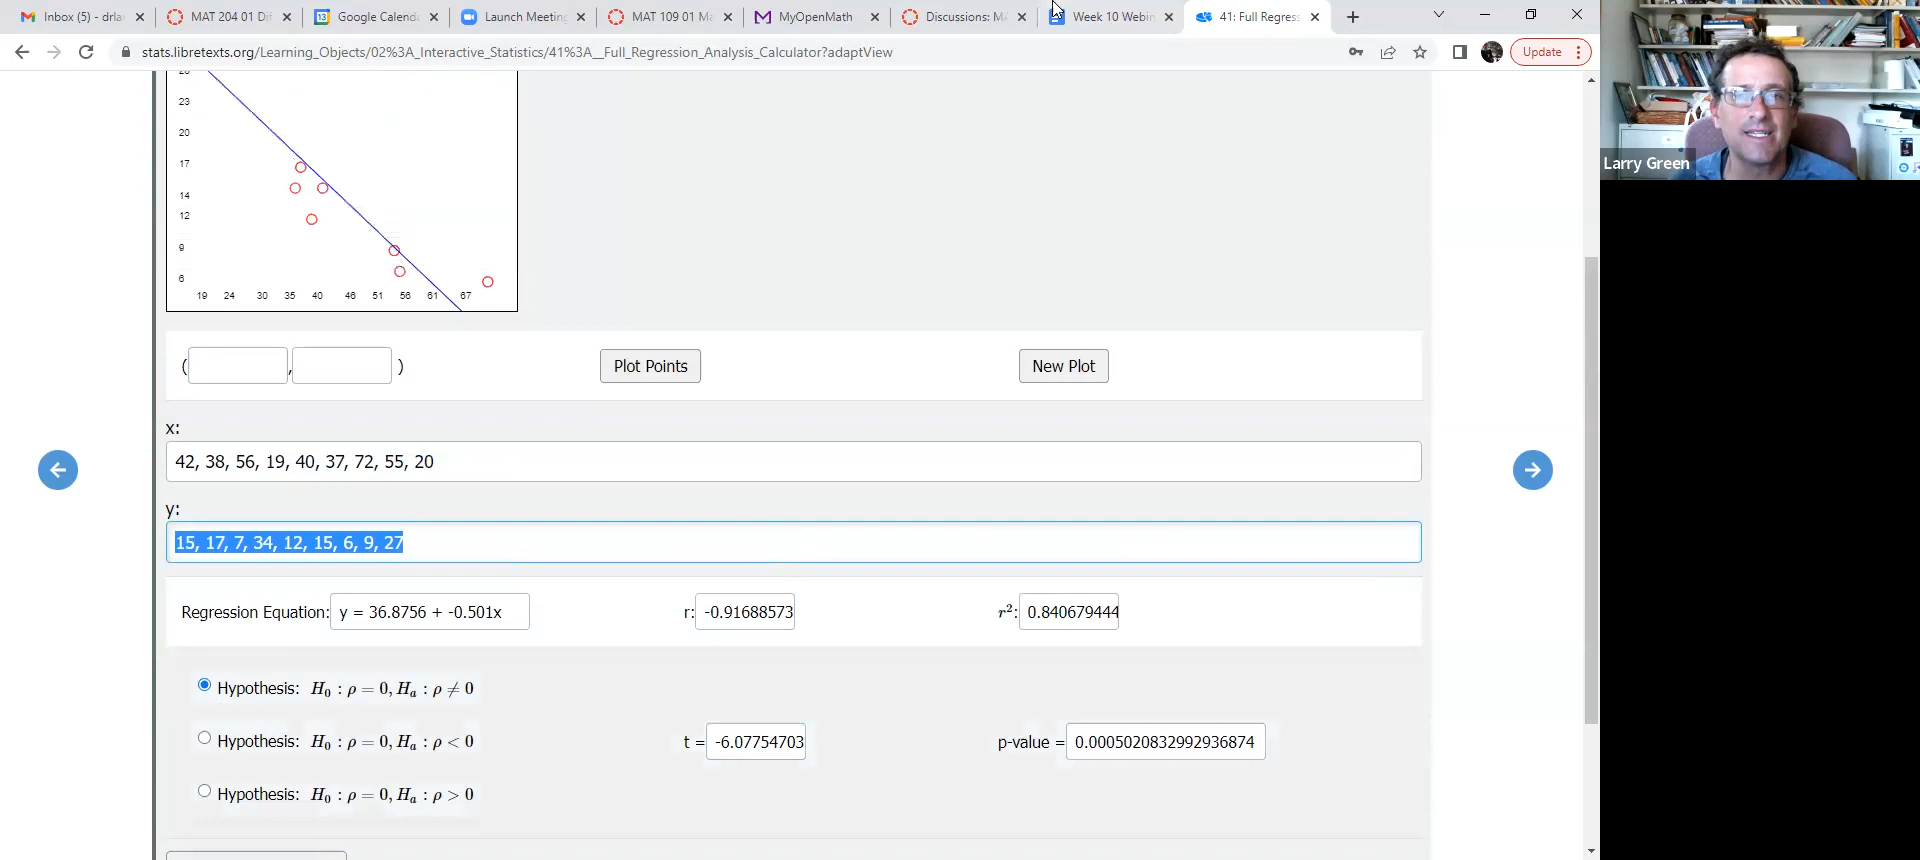 Inbox (5) - drla
MAT 204 01 Dif
Google Calenda
Launch Meeting
MAT 109 01 Ma
MyOpenMath
Discussions: M
Week 10 Webin
41: Full Regress
stats.libretexts.org/Learning_Objects/02%3A_Interactive_Statistics/41%3A__Full_Regression_Analysis_Calculator?adaptView
Update
23
20
17
14
12
9
6
19 24 30 35 40 46 51 56 61 67
( , )
Plot Points
New Plot
x:
42, 38, 56, 19, 40, 37, 72, 55, 20
y:
15, 17, 7, 34, 12, 15, 6, 9, 27
Regression Equation: y = 36.8756 + -0.501x r: -0.91688573 r²: 0.840679444
Hypothesis: H₀ : ρ = 0, Hₐ : ρ ≠ 0
Hypothesis: H₀ : ρ = 0, Hₐ : ρ < 0 t = -6.07754703 p-value = 0.0005020832992936874
Hypothesis: H₀ : ρ = 0, Hₐ : ρ > 0
Larry Green